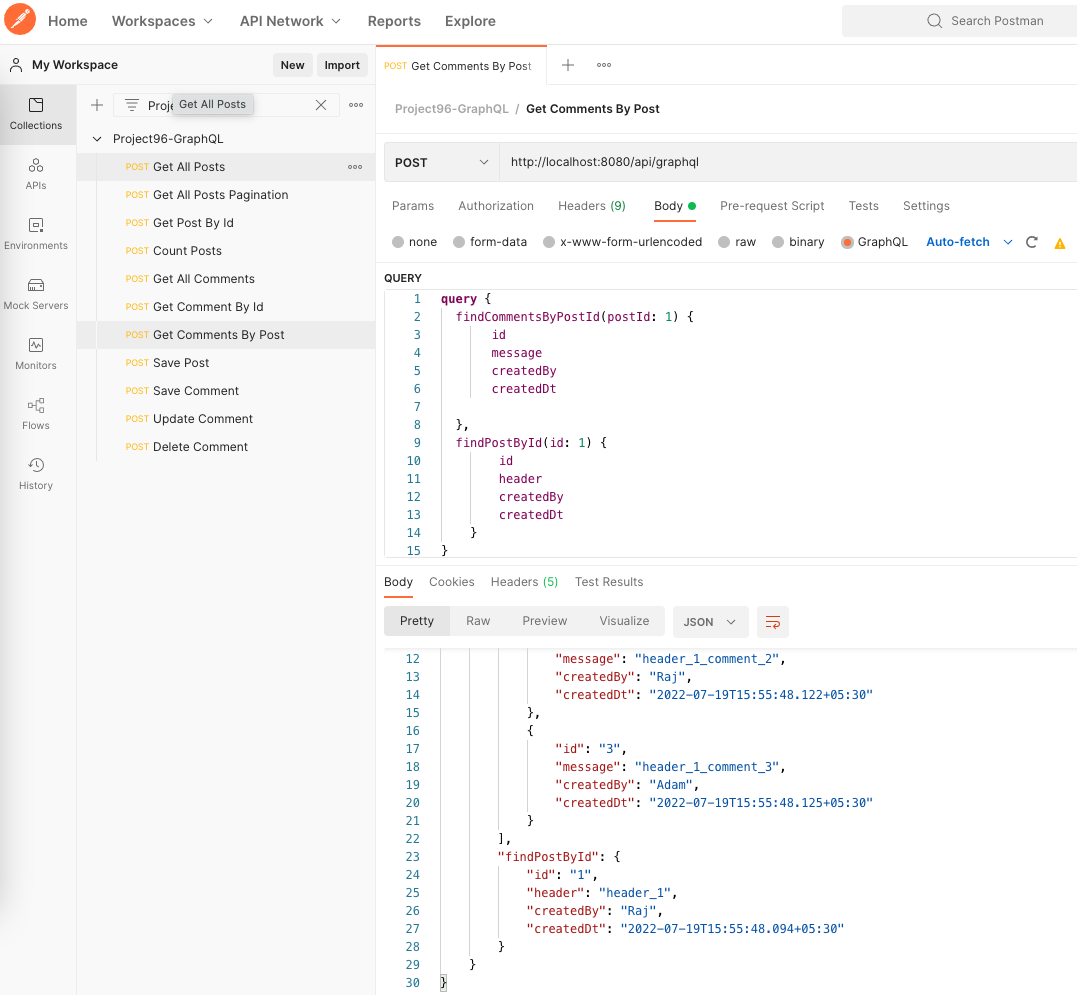 Home Workspaces API Network Reports Explore Search Postman
My Workspace New Import
Collections
APIs
Environments
Mock Servers
Monitors
Flows
History
Proj Get All Posts
Project96-GraphQL
POST Get All Posts
POST Get All Posts Pagination
POST Get Post By Id
POST Count Posts
POST Get All Comments
POST Get Comment By Id
POST Get Comments By Post
POST Save Post
POST Save Comment
POST Update Comment
POST Delete Comment
POST Get Comments By Post
Project96-GraphQL / Get Comments By Post
POST http://localhost:8080/api/graphql
Params Authorization Headers (9) Body Pre-request Script Tests Settings
none form-data x-www-form-urlencoded raw binary GraphQL Auto-fetch
QUERY
1 query {
2 findCommentsByPostId(postId: 1) {
3 id
4 message
5 createdBy
6 createdDt
7
8 },
9 findPostById(id: 1) {
10 id
11 header
12 createdBy
13 createdDt
14 }
15 }
Body Cookies Headers (5) Test Results
Pretty Raw Preview Visualize JSON
12 "message": "header_1_comment_2",
13 "createdBy": "Raj",
14 "createdDt": "2022-07-19T15:55:48.122+05:30"
15 },
16 {
17 "id": "3",
18 "message": "header_1_comment_3",
19 "createdBy": "Adam",
20 "createdDt": "2022-07-19T15:55:48.125+05:30"
21 }
22 ],
23 "findPostById": {
24 "id": "1",
25 "header": "header_1",
26 "createdBy": "Raj",
27 "createdDt": "2022-07-19T15:55:48.094+05:30"
28 }
29 }
30 }